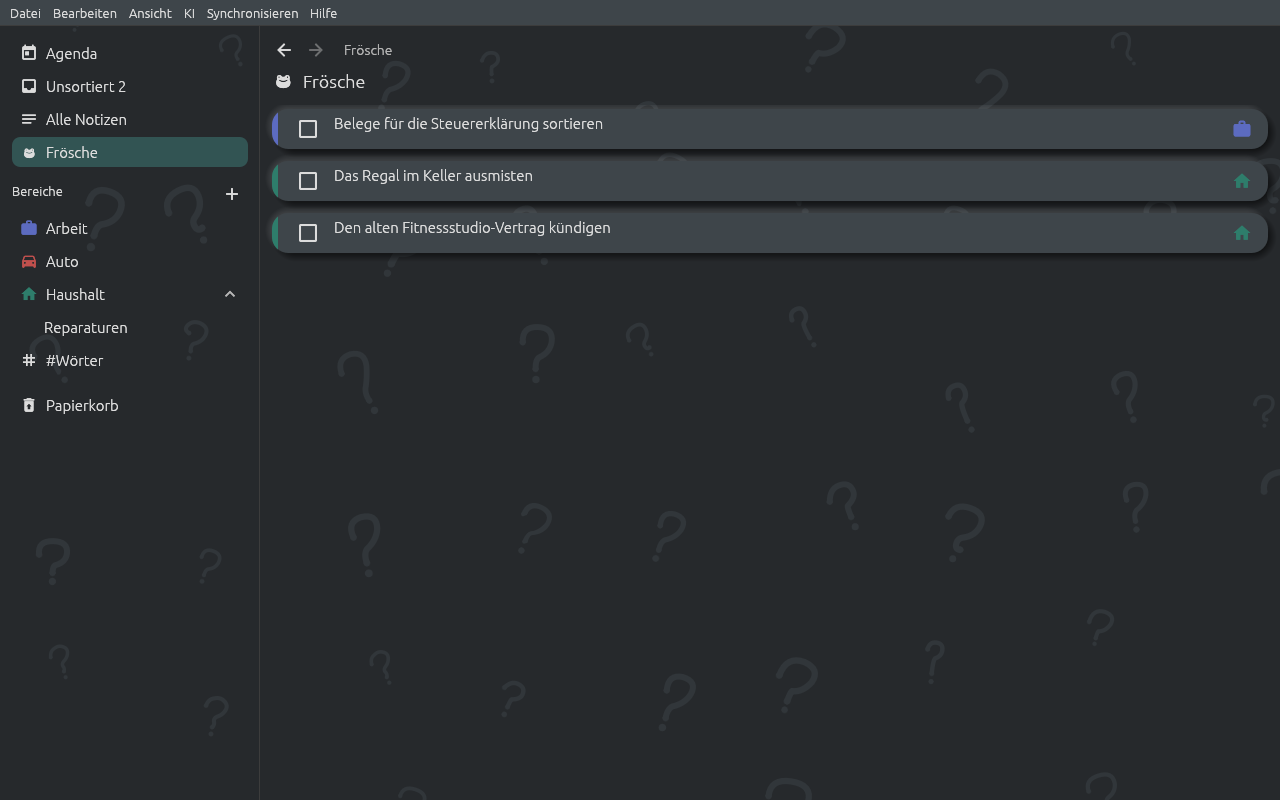 Datei Bearbeiten Ansicht KI Synchronisieren Hilfe
Agenda
Unsortiert 2
Alle Notizen
Frösche
Bereiche
Arbeit
Auto
Haushalt
Reparaturen
#Wörter
Papierkorb
Frösche
Frösche
Belege für die Steuererklärung sortieren
Das Regal im Keller ausmisten
Den alten Fitnessstudio-Vertrag kündigen